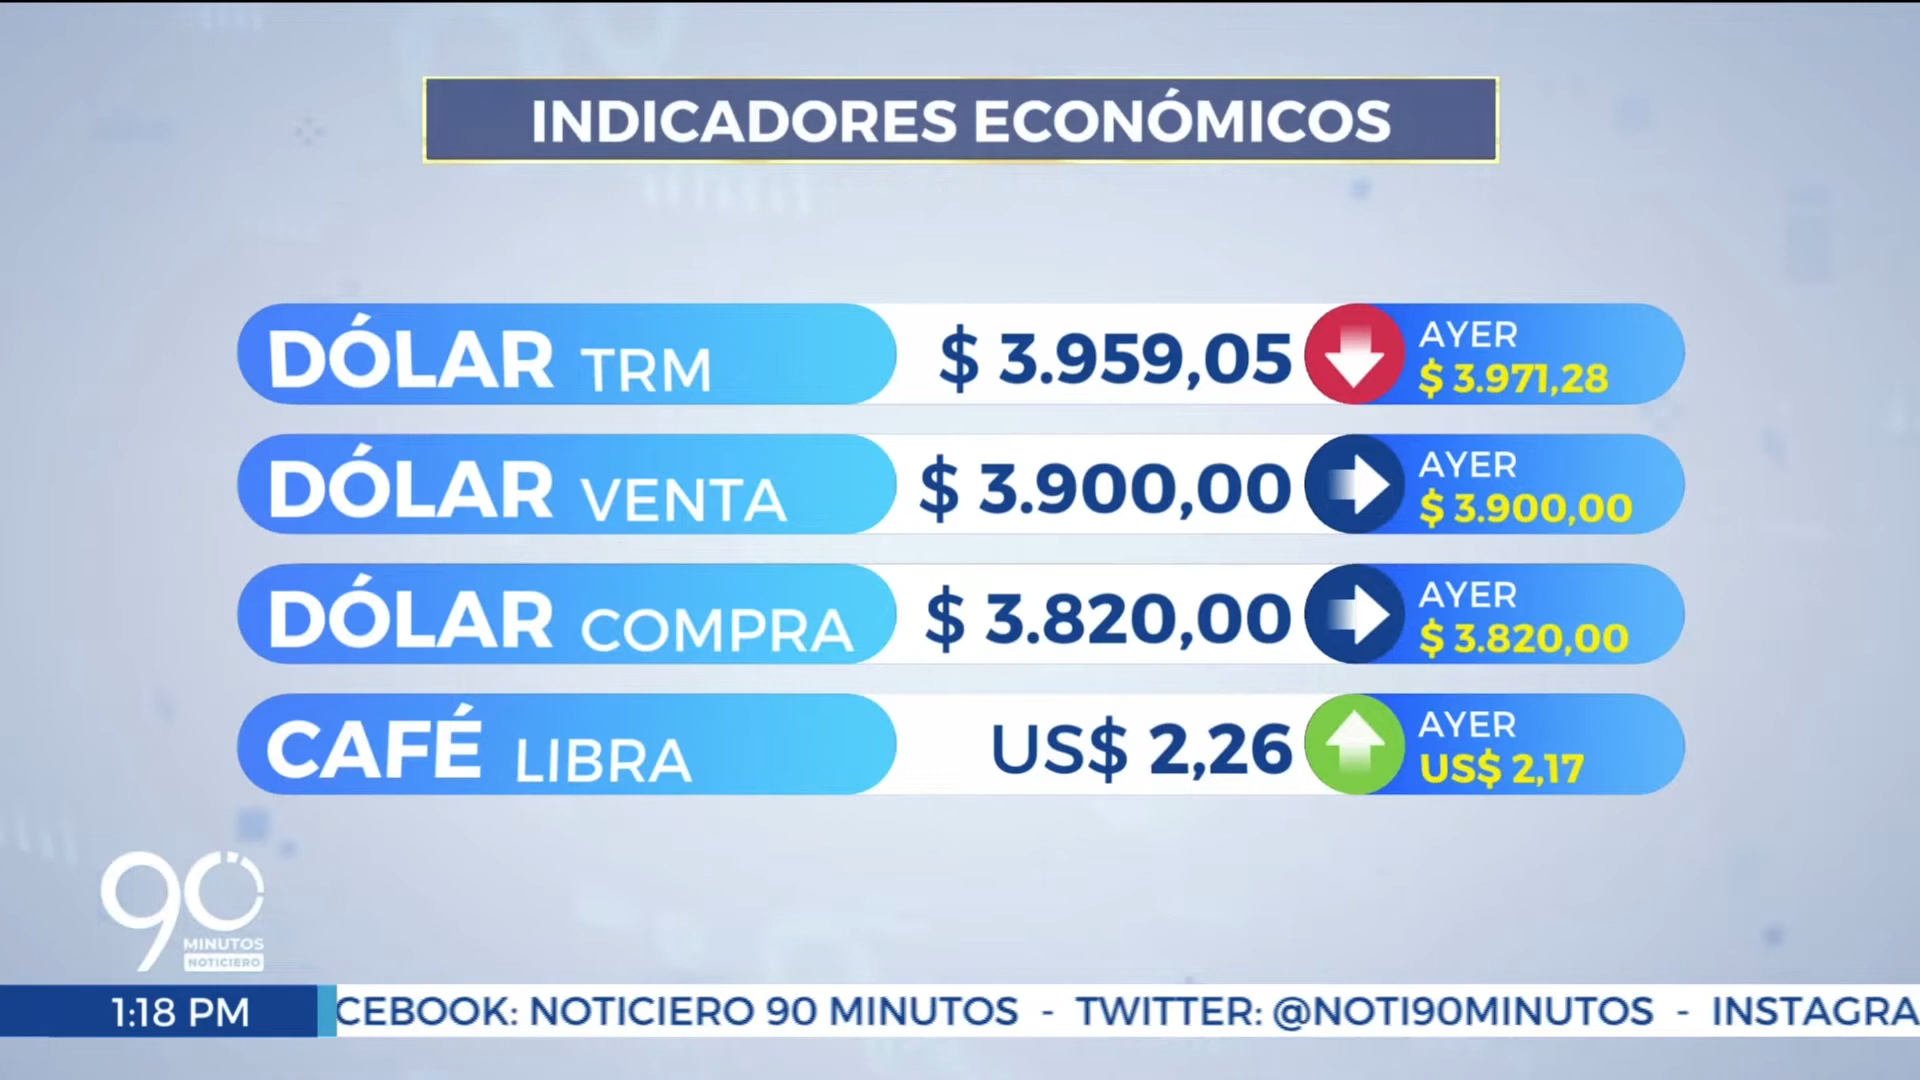 INDICADORES ECONÓMICOS
DÓLAR TRM $ 3.959,05 AYER $ 3.971,28
DÓLAR VENTA $ 3.900,00 AYER $ 3.900,00
DÓLAR COMPRA $ 3.820,00 AYER $ 3.820,00
CAFÉ LIBRA US$ 2,26 AYER US$ 2,17
90
MINUTOS
NOTICIERO
1:18 PM CEBOOK: NOTICIERO 90 MINUTOS - TWITTER: @NOTI90MINUTOS - INSTAGRA